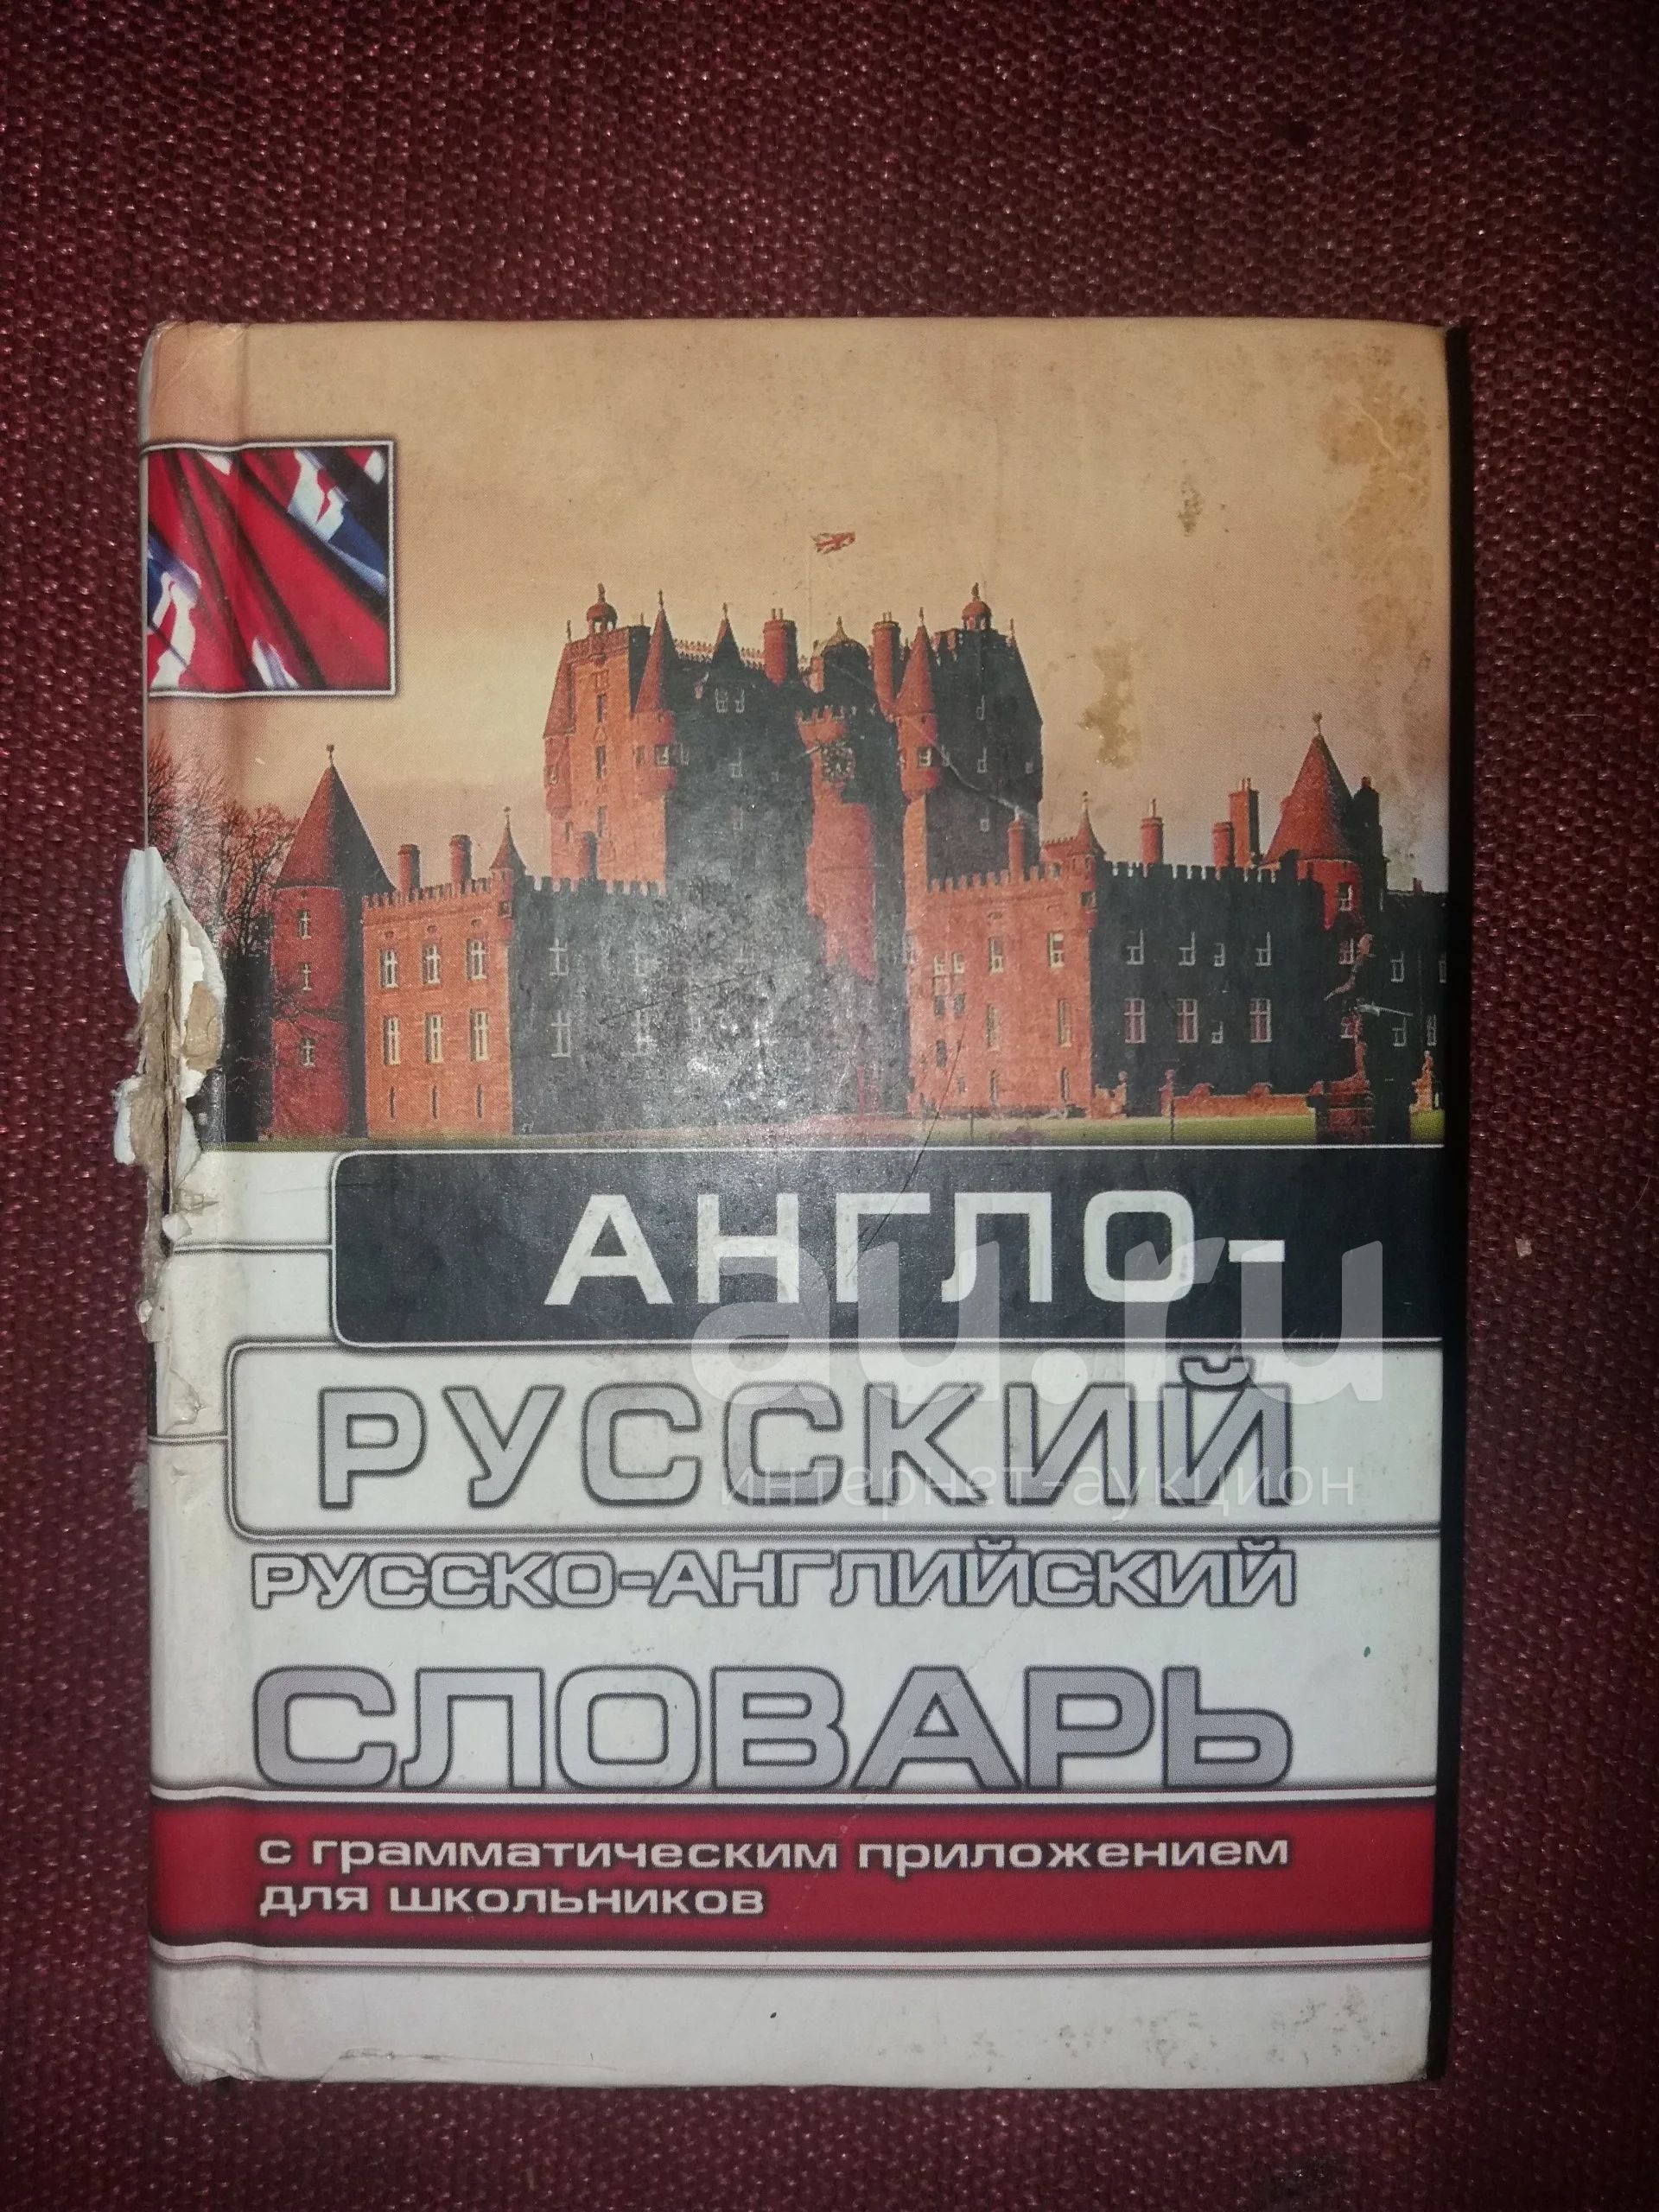 АНГЛО-
РУССКИЙ
РУССКО-АНГЛИЙСКИЙ
СЛОВАРЬ
с грамматическим приложением
для школьников
au.ru
интернет-аукцион